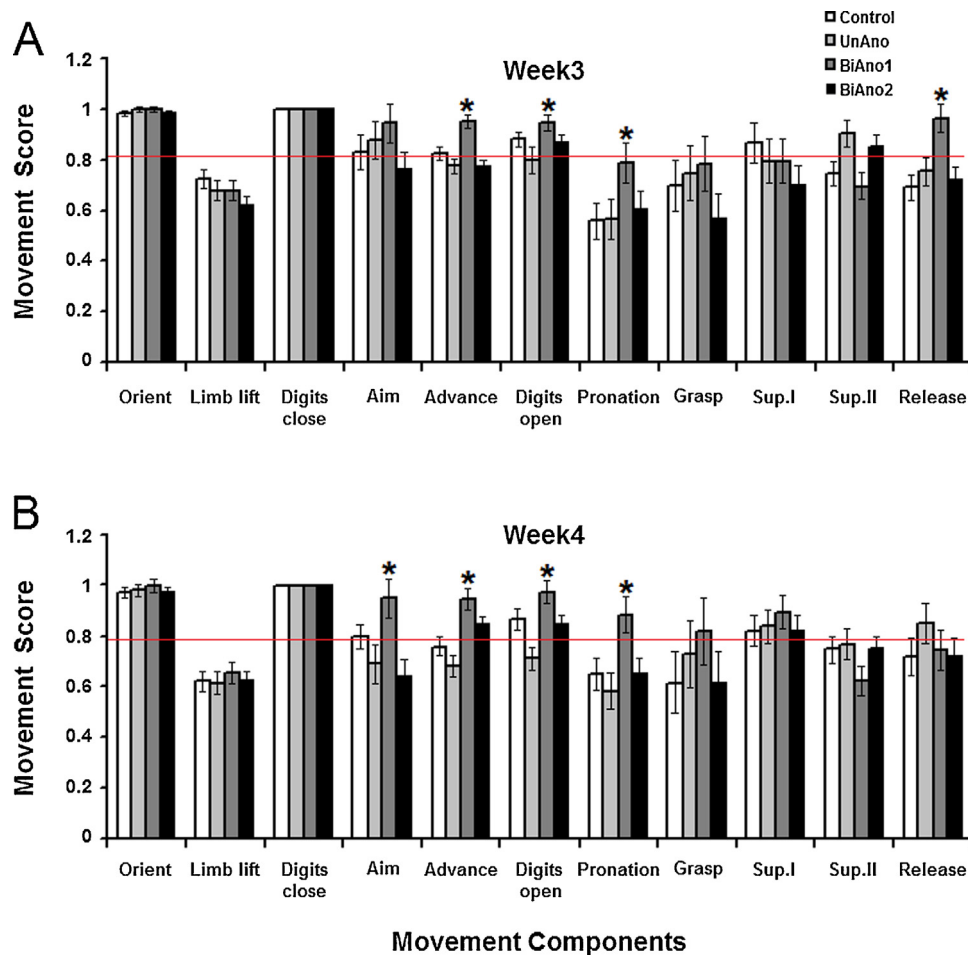 A
Control
UnAno
BiAno1
BiAno2
Week3
Movement Score
1.2
1
0.8
0.6
0.4
0.2
0
* * * *
Orient Limb lift Digits close Aim Advance Digits open Pronation Grasp Sup.I Sup.II Release
B
Week4
Movement Score
1.2
1
0.8
0.6
0.4
0.2
0
* * * *
Orient Limb lift Digits close Aim Advance Digits open Pronation Grasp Sup.I Sup.II Release
Movement Components